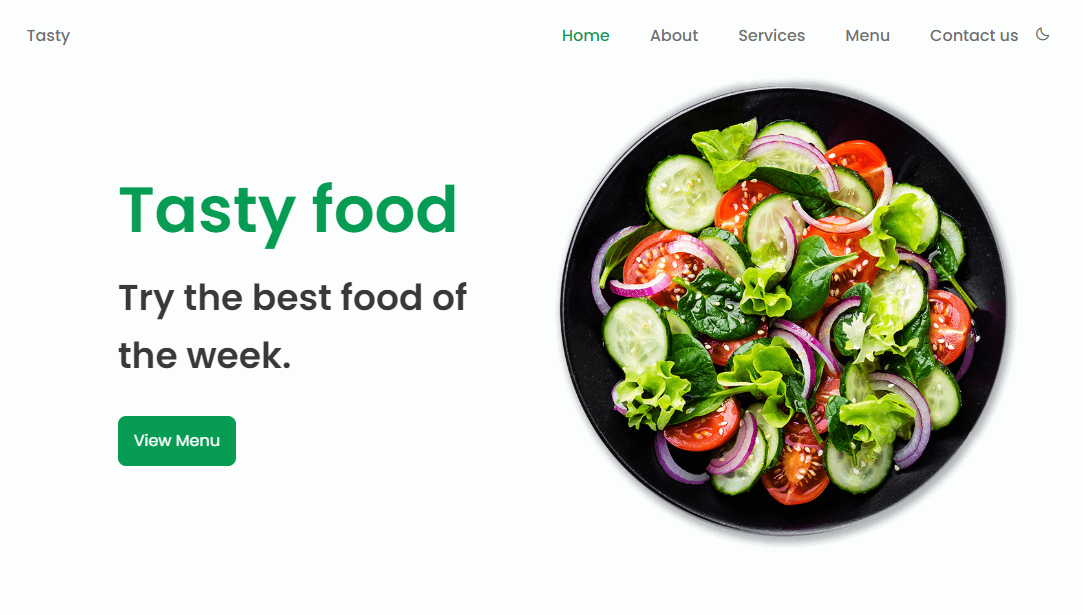 Tasty
Home About Services Menu Contact us
Tasty food
Try the best food of
the week.
View Menu